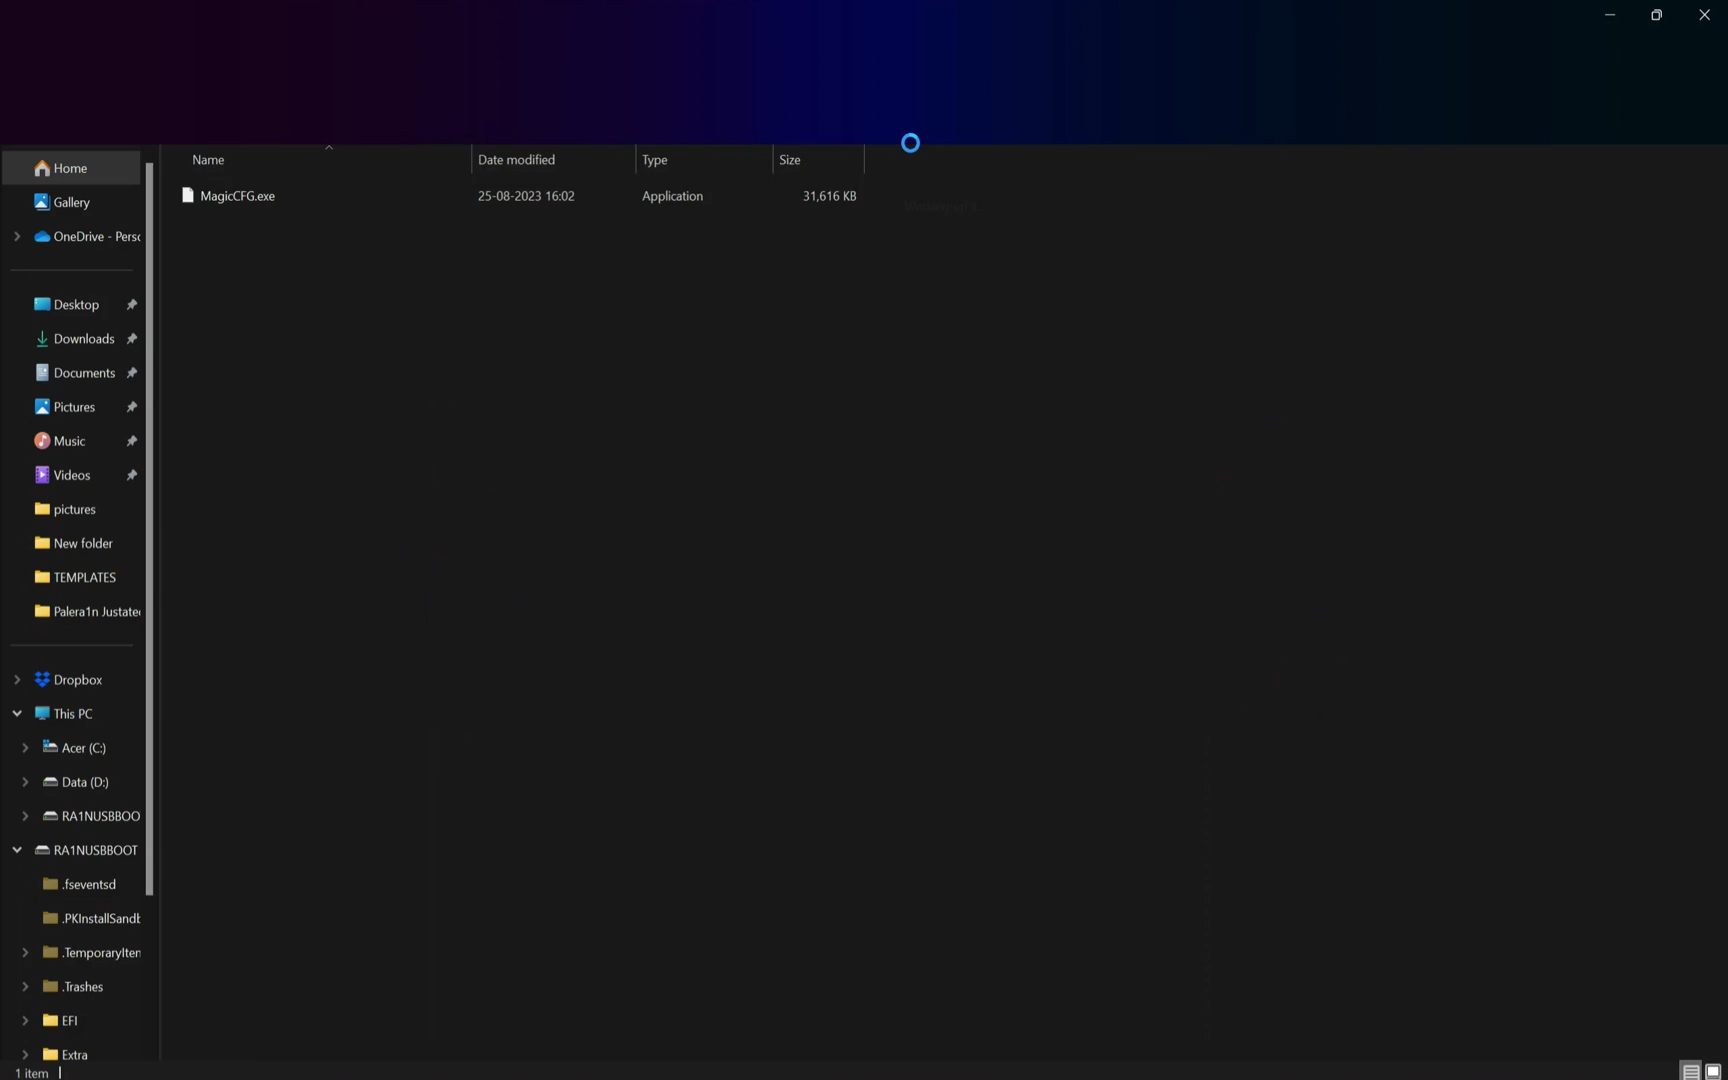 Name
Date modified
Type
Size
MagicCFG.exe
25-08-2023 16:02
Application
31,616 KB
Home
Gallery
OneDrive - Perso
Desktop
Downloads
Documents
Pictures
Music
Videos
pictures
New folder
TEMPLATES
Palera1n Justate
Dropbox
This PC
Acer (C:)
Data (D:)
RA1NUSBBOO
RA1NUSBBOOT
.fseventsd
.PKInstallSandb
.TemporaryIten
.Trashes
EFI
Extra
1 item